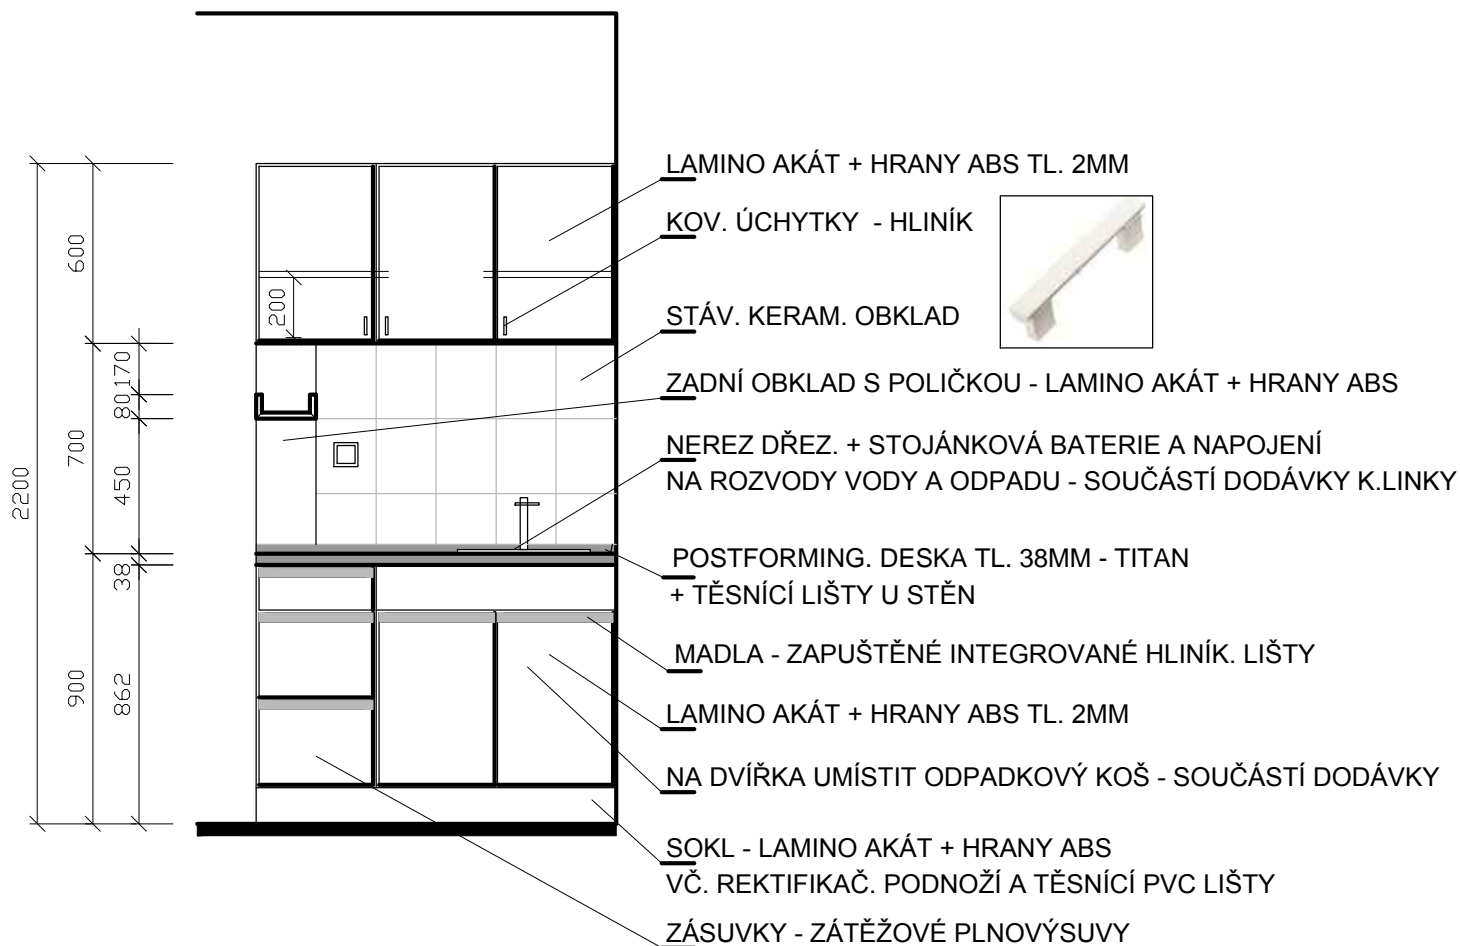 LAMINO AKÁT + HRANY ABS TL. 2MM
KOV. ÚCHYTKY - HLINÍK
STÁV. KERAM. OBKLAD
ZADNÍ OBKLAD S POLIČKOU - LAMINO AKÁT + HRANY ABS
NEREZ DŘEZ. + STOJÁNKOVÁ BATERIE A NAPOJENÍ
NA ROZVODY VODY A ODPADU - SOUČÁSTÍ DODÁVKY K.LINKY
POSTFORMING. DESKA TL. 38MM - TITAN
+ TĚSNÍCÍ LIŠTY U STĚN
MADLA - ZAPUŠTĚNÉ INTEGROVANÉ HLINÍK. LIŠTY
LAMINO AKÁT + HRANY ABS TL. 2MM
NA DVÍŘKA UMÍSTIT ODPADKOVÝ KOŠ - SOUČÁSTÍ DODÁVKY
SOKL - LAMINO AKÁT + HRANY ABS
VČ. REKTIFIKAČ. PODNOŽÍ A TĚSNÍCÍ PVC LIŠTY
ZÁSUVKY - ZÁTĚŽOVÉ PLNOVÝSUVY
2200
600
700
900
170
80
450
38
862
200